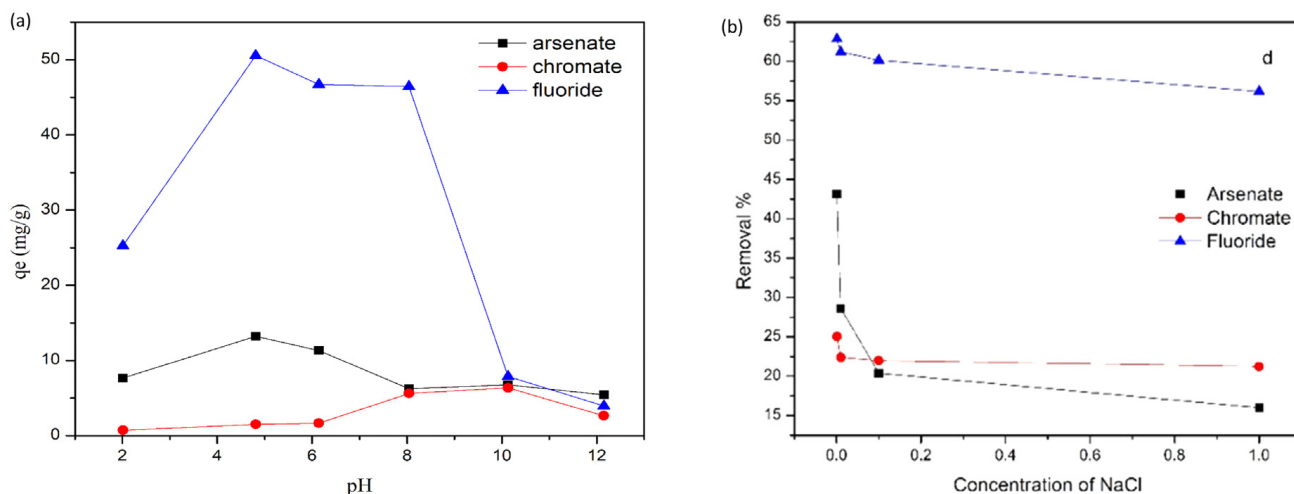 (a)
50
40
30
20
10
0
qe (mg/g)
2 4 6 8 10 12
pH
arsenate
chromate
fluoride
(b)
65
60
55
50
45
40
35
30
25
20
15
Removal %
0.0 0.2 0.4 0.6 0.8 1.0
Concentration of NaCl
d
Arsenate
Chromate
Fluoride